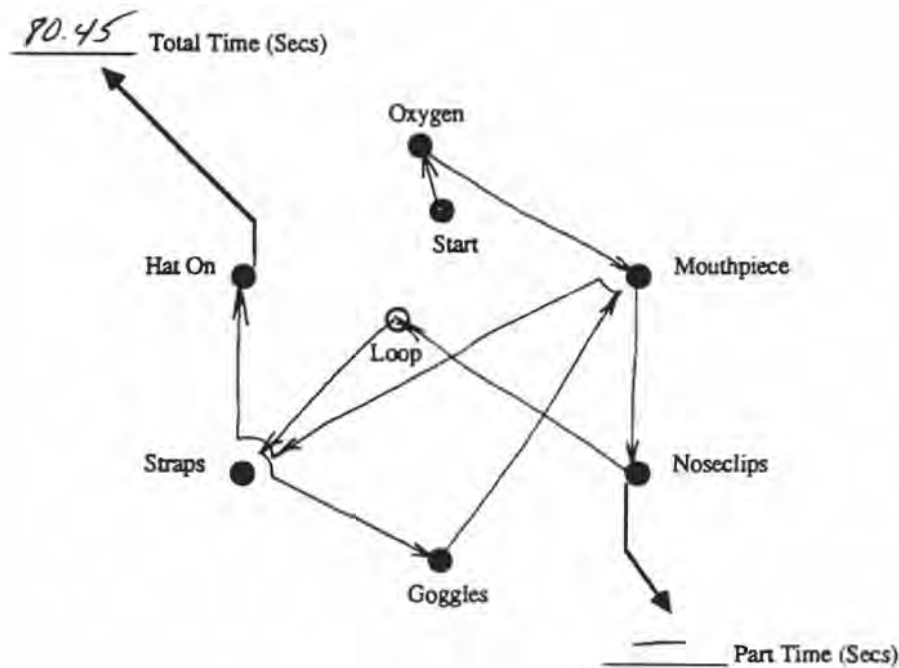 80.45 Total Time (Secs)
Oxygen
Start
Hat On
Mouthpiece
Loop
Straps
Noseclips
Goggles
— Part Time (Secs)